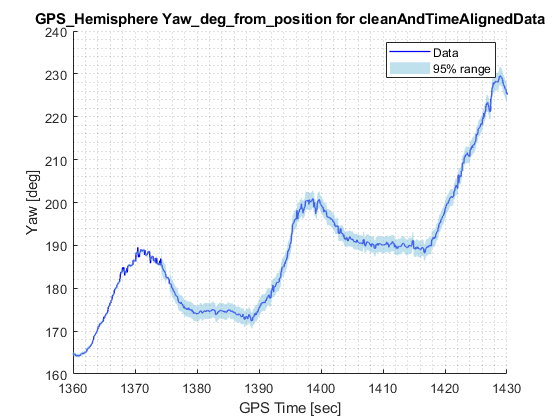 GPS_Hemisphere Yaw_deg_from_position for cleanAndTimeAlignedData
Data
95% range
240
230
220
210
200
190
180
170
160
Yaw [deg]
1360 1370 1380 1390 1400 1410 1420 1430
GPS Time [sec]